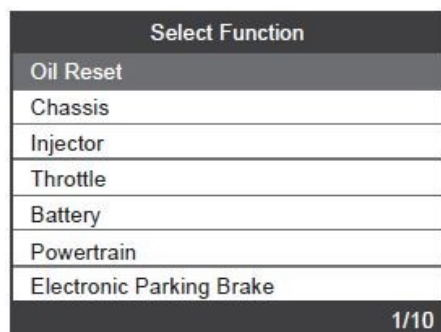 Select Function
Oil Reset
Chassis
Injector
Throttle
Battery
Powertrain
Electronic Parking Brake
1/10